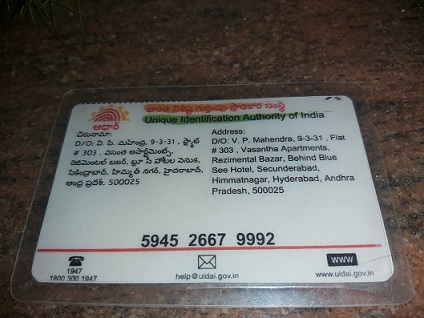 భారత విశిష్ట గుర్తింపు ప్రాధికార సంస్థ
Unique Identification Authority of India
ఆధార్
చిరునామా:
D/O: వి. పి. మహేంద్ర, 9-3-31 , ఫ్లాట్
# 303 , వసంత అపార్ట్మెంట్స్,
రెజిమెంటల్ బజార్, బ్లూ సీ హోటల్ వెనుక,
సికింద్రాబాద్, హిమ్మత్ నగర్, హైదరాబాద్,
ఆంధ్ర ప్రదేశ్, 500025
Address:
D/O: V. P. Mahendra, 9-3-31 , Flat
# 303 , Vasantha Apartments,
Rezimental Bazar, Behind Blue
See Hotel, Secunderabad,
Himmatnagar, Hyderabad, Andhra
Pradesh, 500025
5945 2667 9992
1947
1800 300 1947
help@uidai.gov.in
WWW
www.uidai.gov.in